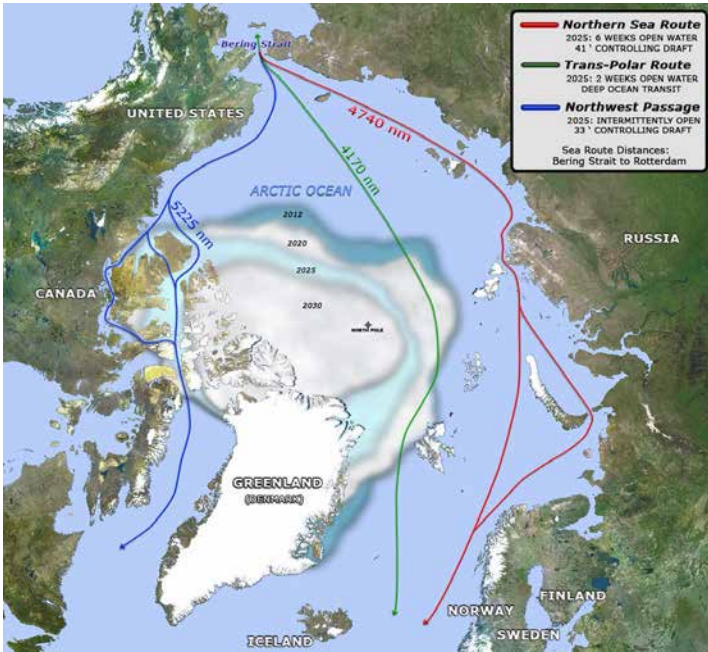 Northern Sea Route
2025: 6 WEEKS OPEN WATER
41' CONTROLLING DRAFT
Trans-Polar Route
2025: 2 WEEKS OPEN WATER
DEEP OCEAN TRANSIT
Northwest Passage
2025: INTERMITTENTLY OPEN
33' CONTROLLING DRAFT
Sea Route Distances:
Bering Strait to Rotterdam
Bering Strait
UNITED STATES
4740 nm
4170 nm
ARCTIC OCEAN
5225 nm
2012
2020
2025
2030
RUSSIA
CANADA
NORTH POLE
GREENLAND
(DENMARK)
FINLAND
NORWAY
SWEDEN
ICELAND